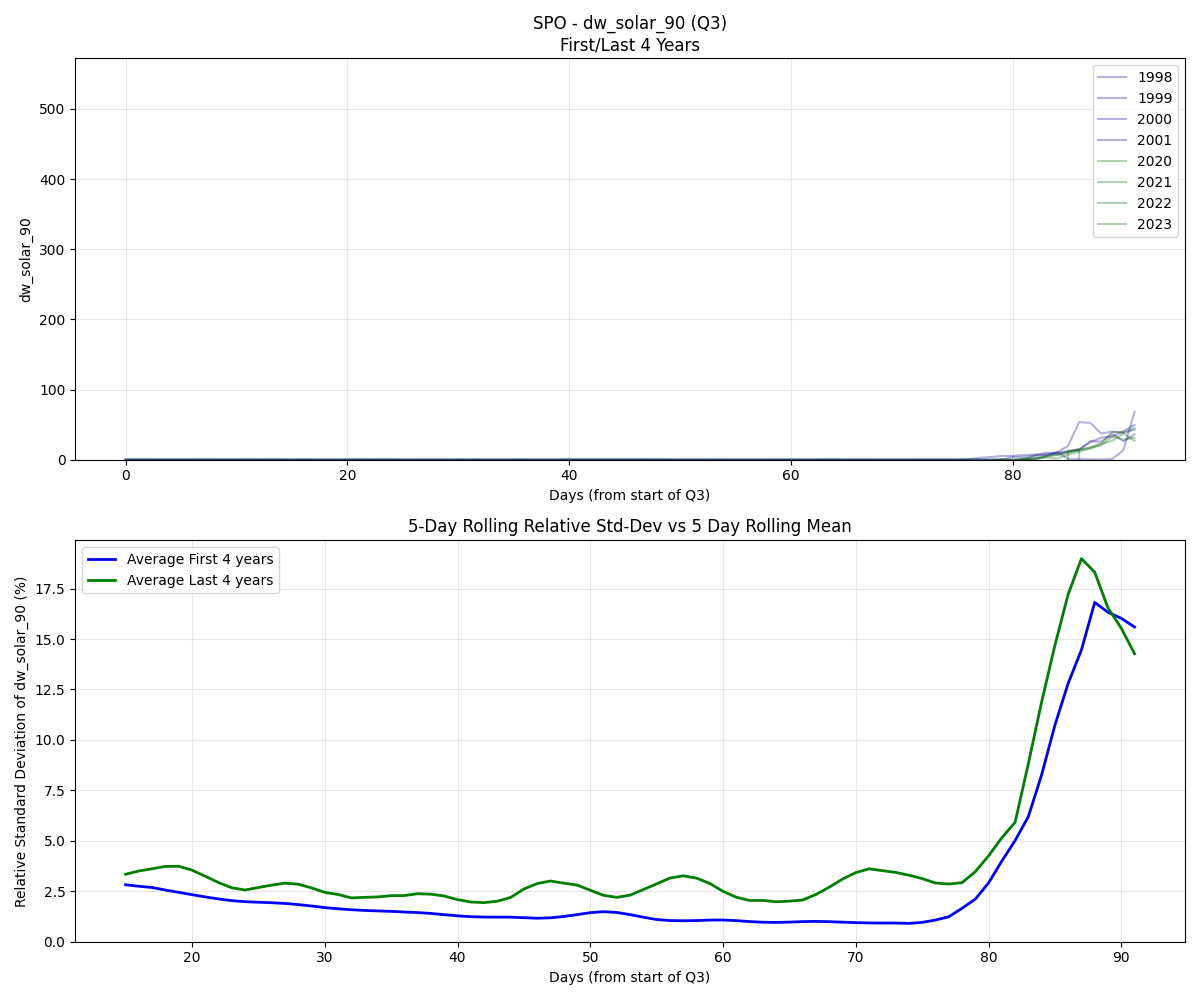 SPO - dw_solar_90 (Q3)
First/Last 4 Years
dw_solar_90
500
400
300
200
100
0
1998
1999
2000
2001
2020
2021
2022
2023
0 20 40 60 80
Days (from start of Q3)
5-Day Rolling Relative Std-Dev vs 5 Day Rolling Mean
Relative Standard Deviation of dw_solar_90 (%)
Average First 4 years
Average Last 4 years
17.5
15.0
12.5
10.0
7.5
5.0
2.5
0.0
20 30 40 50 60 70 80 90
Days (from start of Q3)